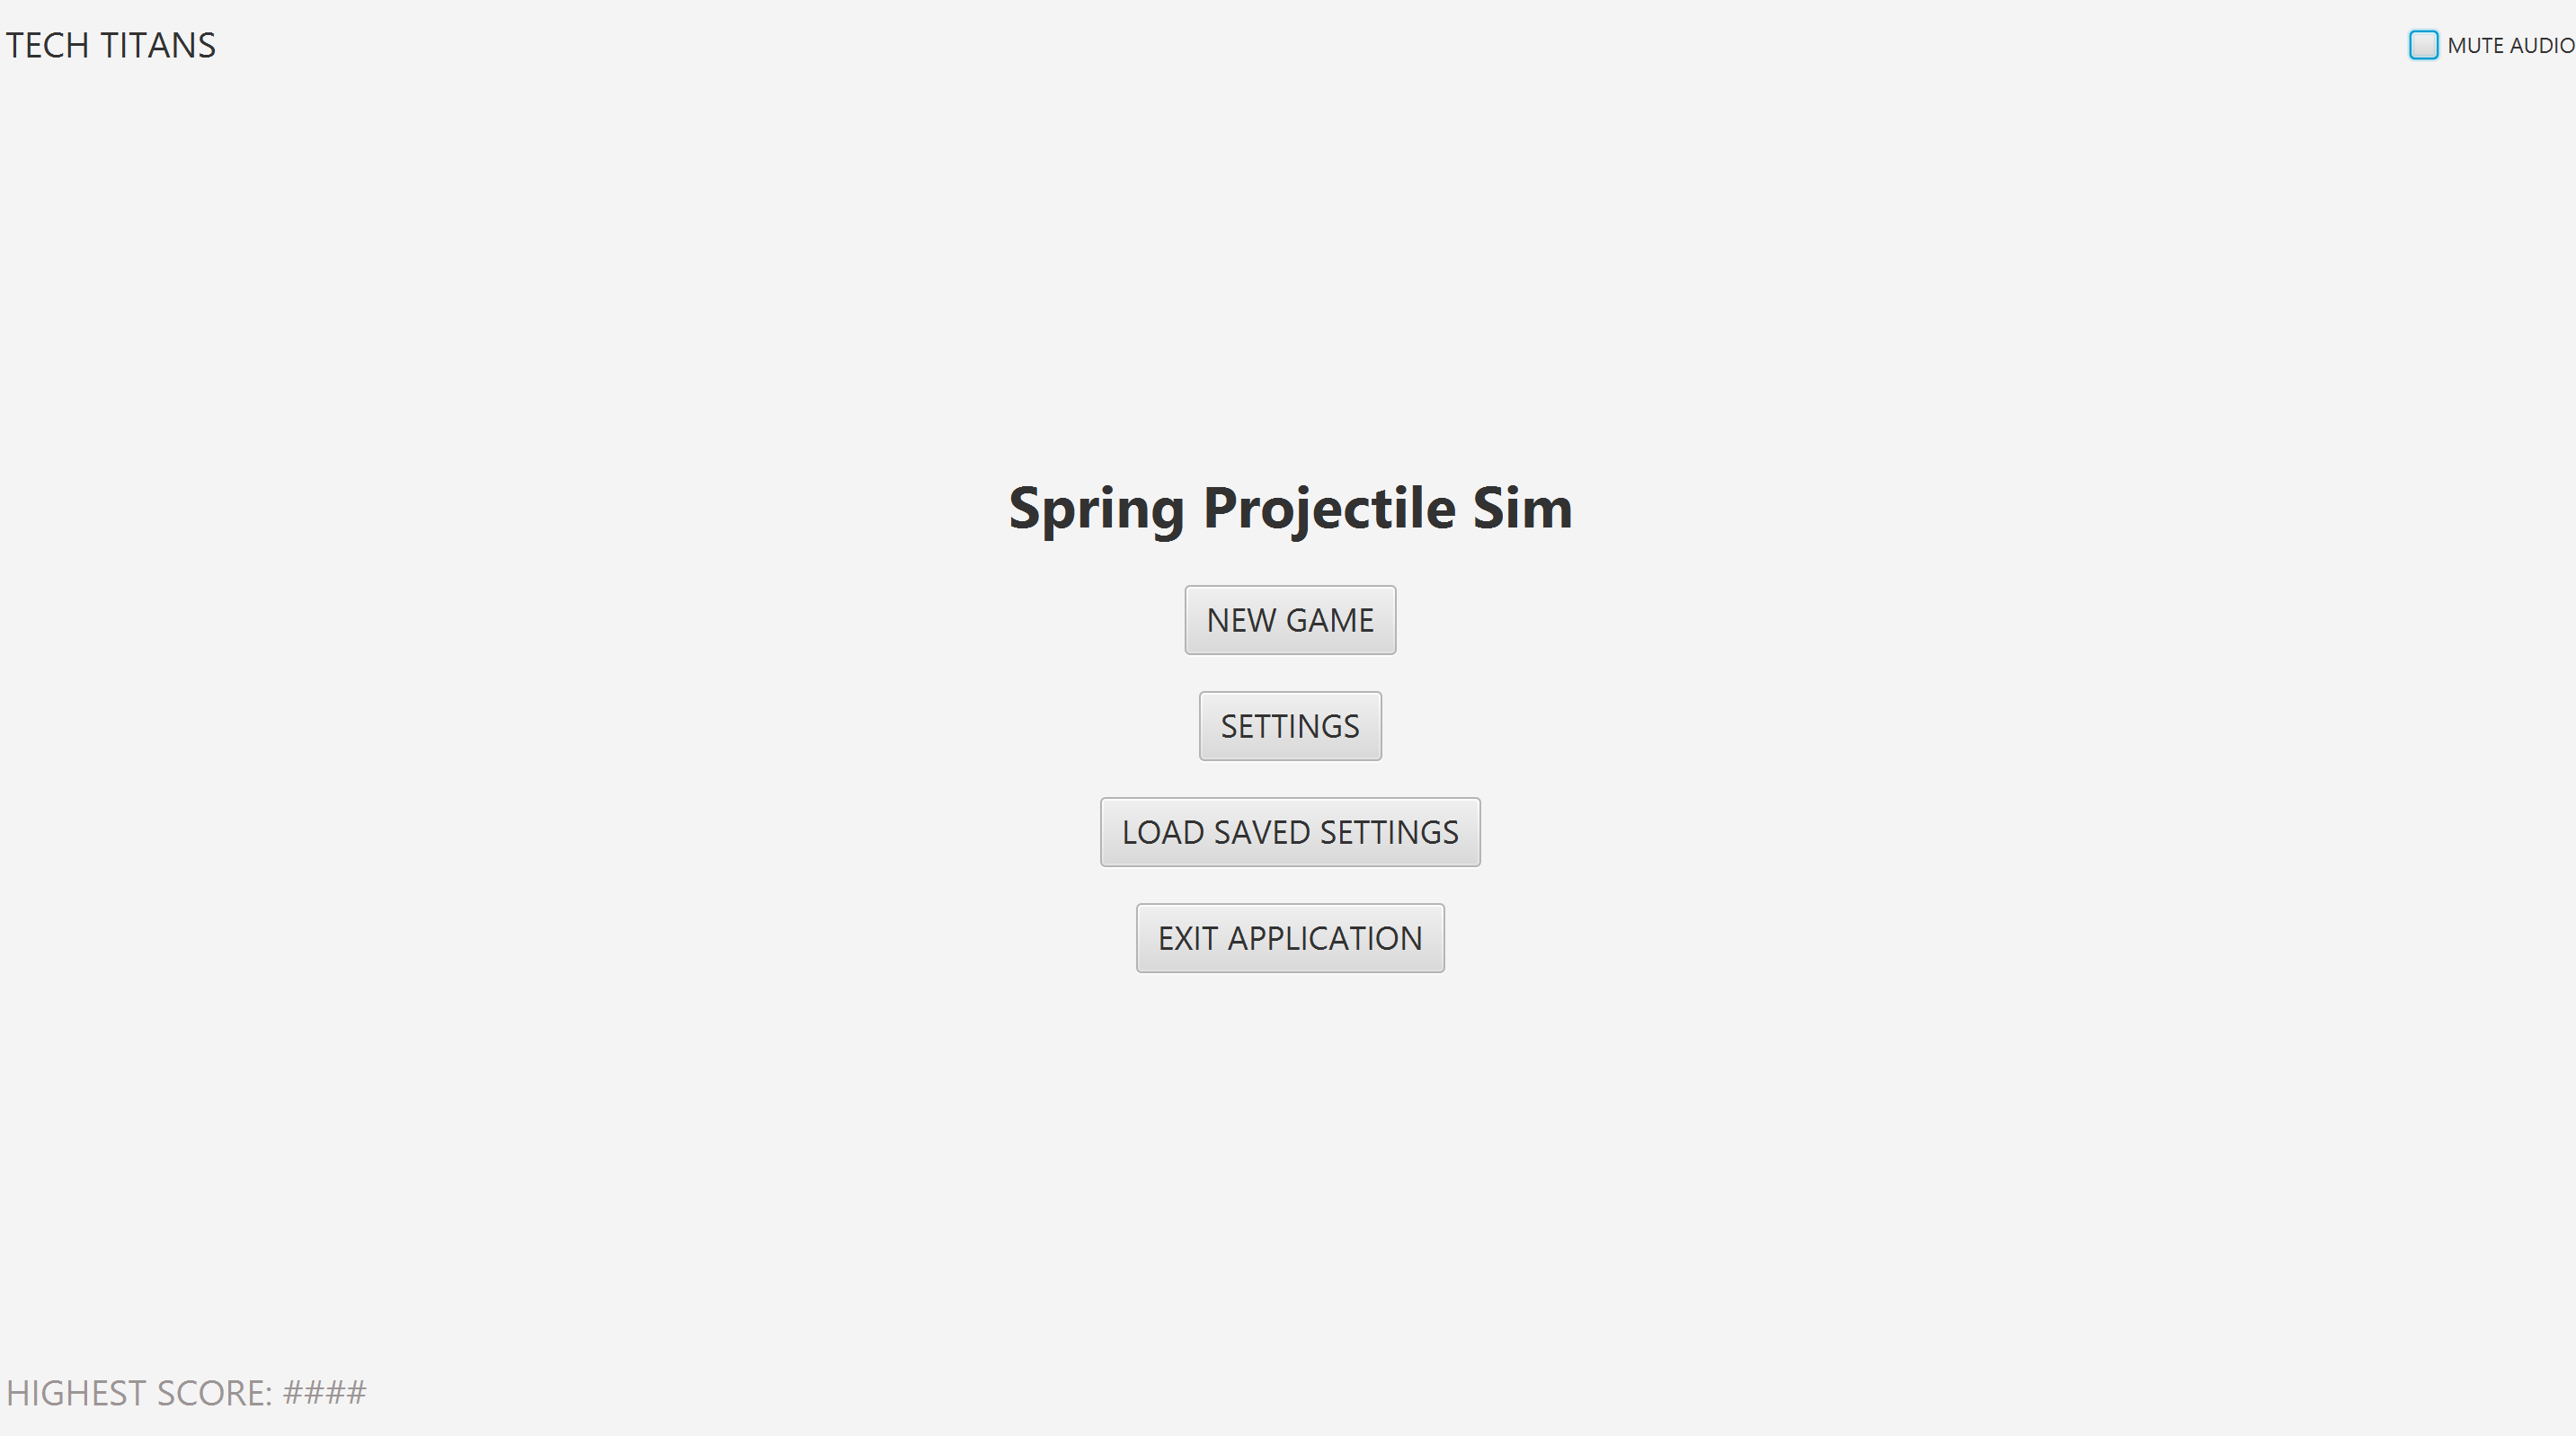 TECH TITANS
MUTE AUDIO
Spring Projectile Sim
NEW GAME
SETTINGS
LOAD SAVED SETTINGS
EXIT APPLICATION
HIGHEST SCORE: ####